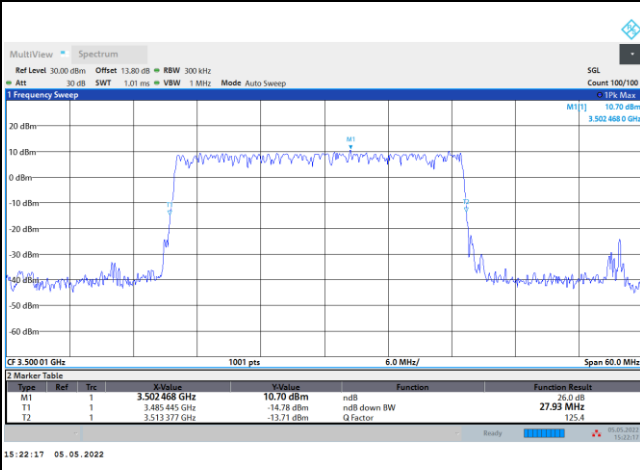 MultiView Spectrum
Ref Level 30.00 dBm Offset 13.80 dB RBW 300 kHz SGL
Att 30 dB SWT 1.01 ms VBW 1 MHz Mode Auto Sweep Count 100/100
1 Frequency Sweep 1Pk Max
M1[1] 10.70 dBm
3.502 468 0 GHz
20 dBm
M1
10 dBm
0 dBm
-10 dBm
T1 T2
-20 dBm
-30 dBm
-40 dBm
-50 dBm
-60 dBm
CF 3.500 01 GHz 1001 pts 6.0 MHz/ Span 60.0 MHz
2 Marker Table
Type Ref Trc X-Value Y-Value Function Function Result
M1 1 3.502 468 GHz 10.70 dBm ndB 26.0 dB
T1 1 3.485 445 GHz -14.78 dBm ndB down BW 27.93 MHz
T2 1 3.513 377 GHz -13.71 dBm Q Factor 125.4
Ready 05.05.2022
15:22:17
15:22:17 05.05.2022